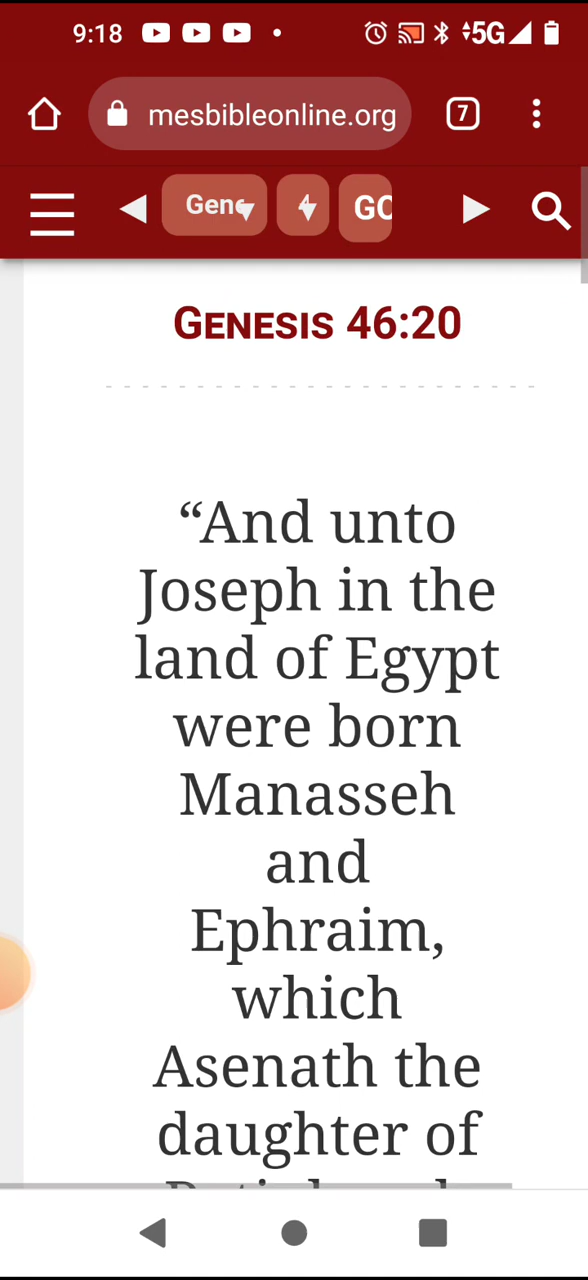 9:18 5G
mesbibleonline.org 7
GENESIS 46:20
“And unto
Joseph in the
land of Egypt
were born
Manasseh
and
Ephraim,
which
Asenath the
daughter of